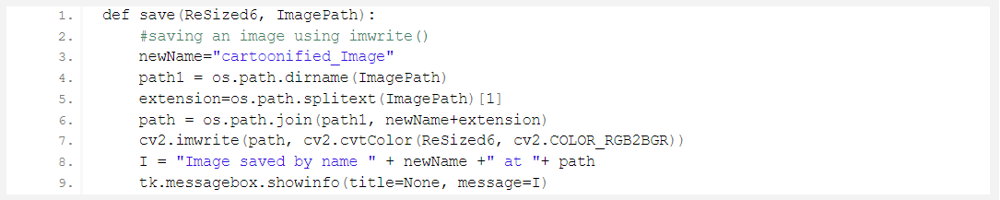 1. def save(ReSized6, ImagePath):
2.     #saving an image using imwrite()
3.     newName="cartoonified_Image"
4.     path1 = os.path.dirname(ImagePath)
5.     extension=os.path.splitext(ImagePath)[1]
6.     path = os.path.join(path1, newName+extension)
7.     cv2.imwrite(path, cv2.cvtColor(ReSized6, cv2.COLOR_RGB2BGR))
8.     I = "Image saved by name " + newName +" at "+ path
9.     tk.messagebox.showinfo(title=None, message=I)